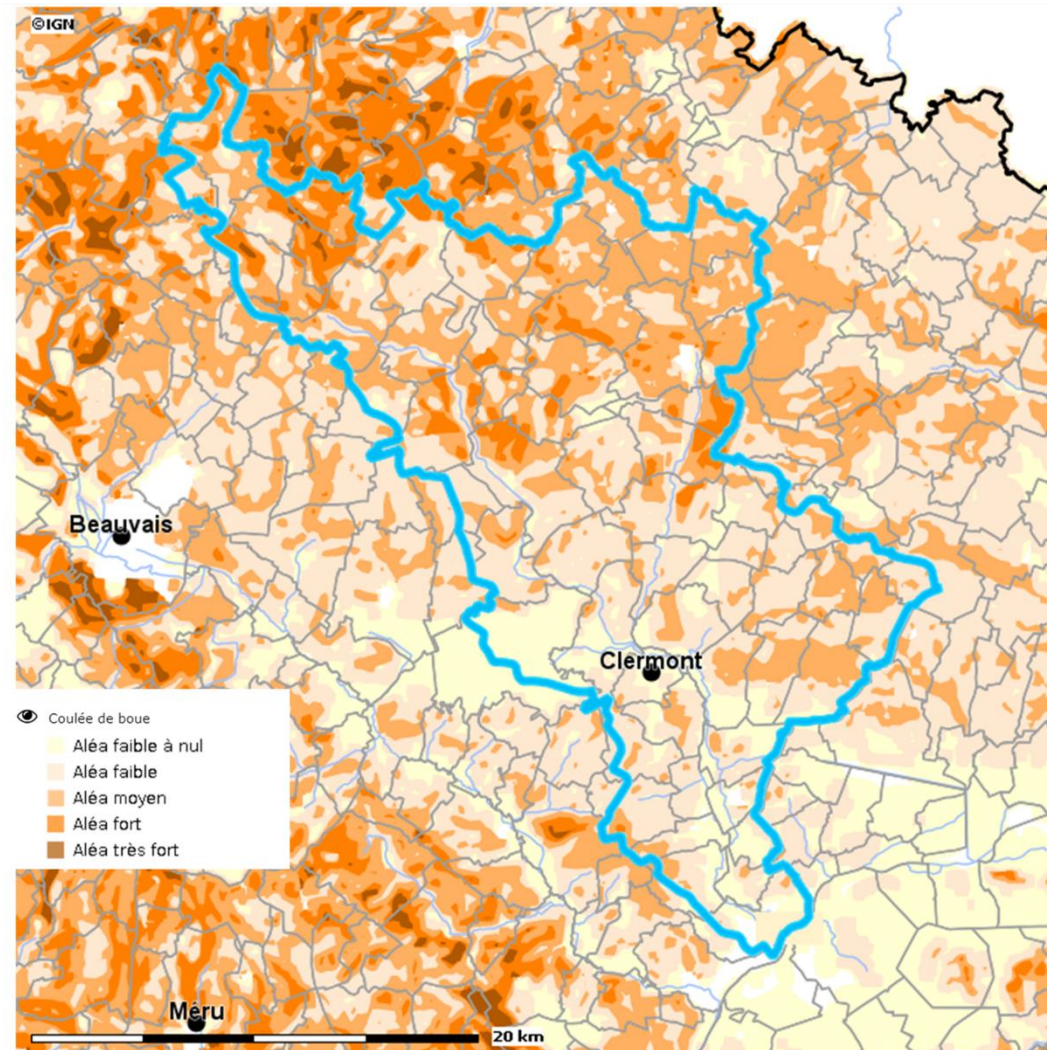 ©IGN
Beauvais
Clermont
Coulée de boue
Aléa faible à nul
Aléa faible
Aléa moyen
Aléa fort
Aléa très fort
Méru
20 km